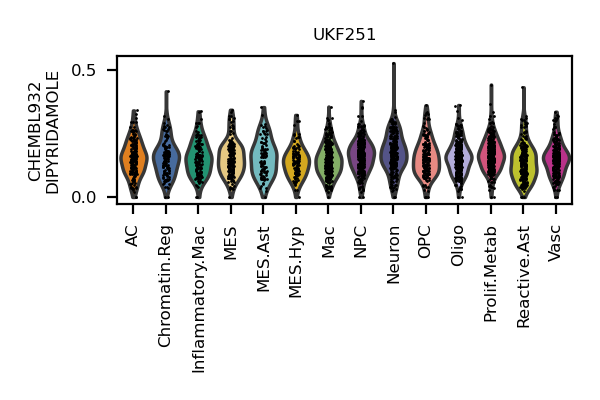 UKF251
CHEMBL932
DIPYRIDAMOLE
0.5
0.0
AC
Chromatin.Reg
Inflammatory.Mac
MES
MES.Ast
MES.Hyp
Mac
NPC
Neuron
OPC
Oligo
Prolif.Metab
Reactive.Ast
Vasc